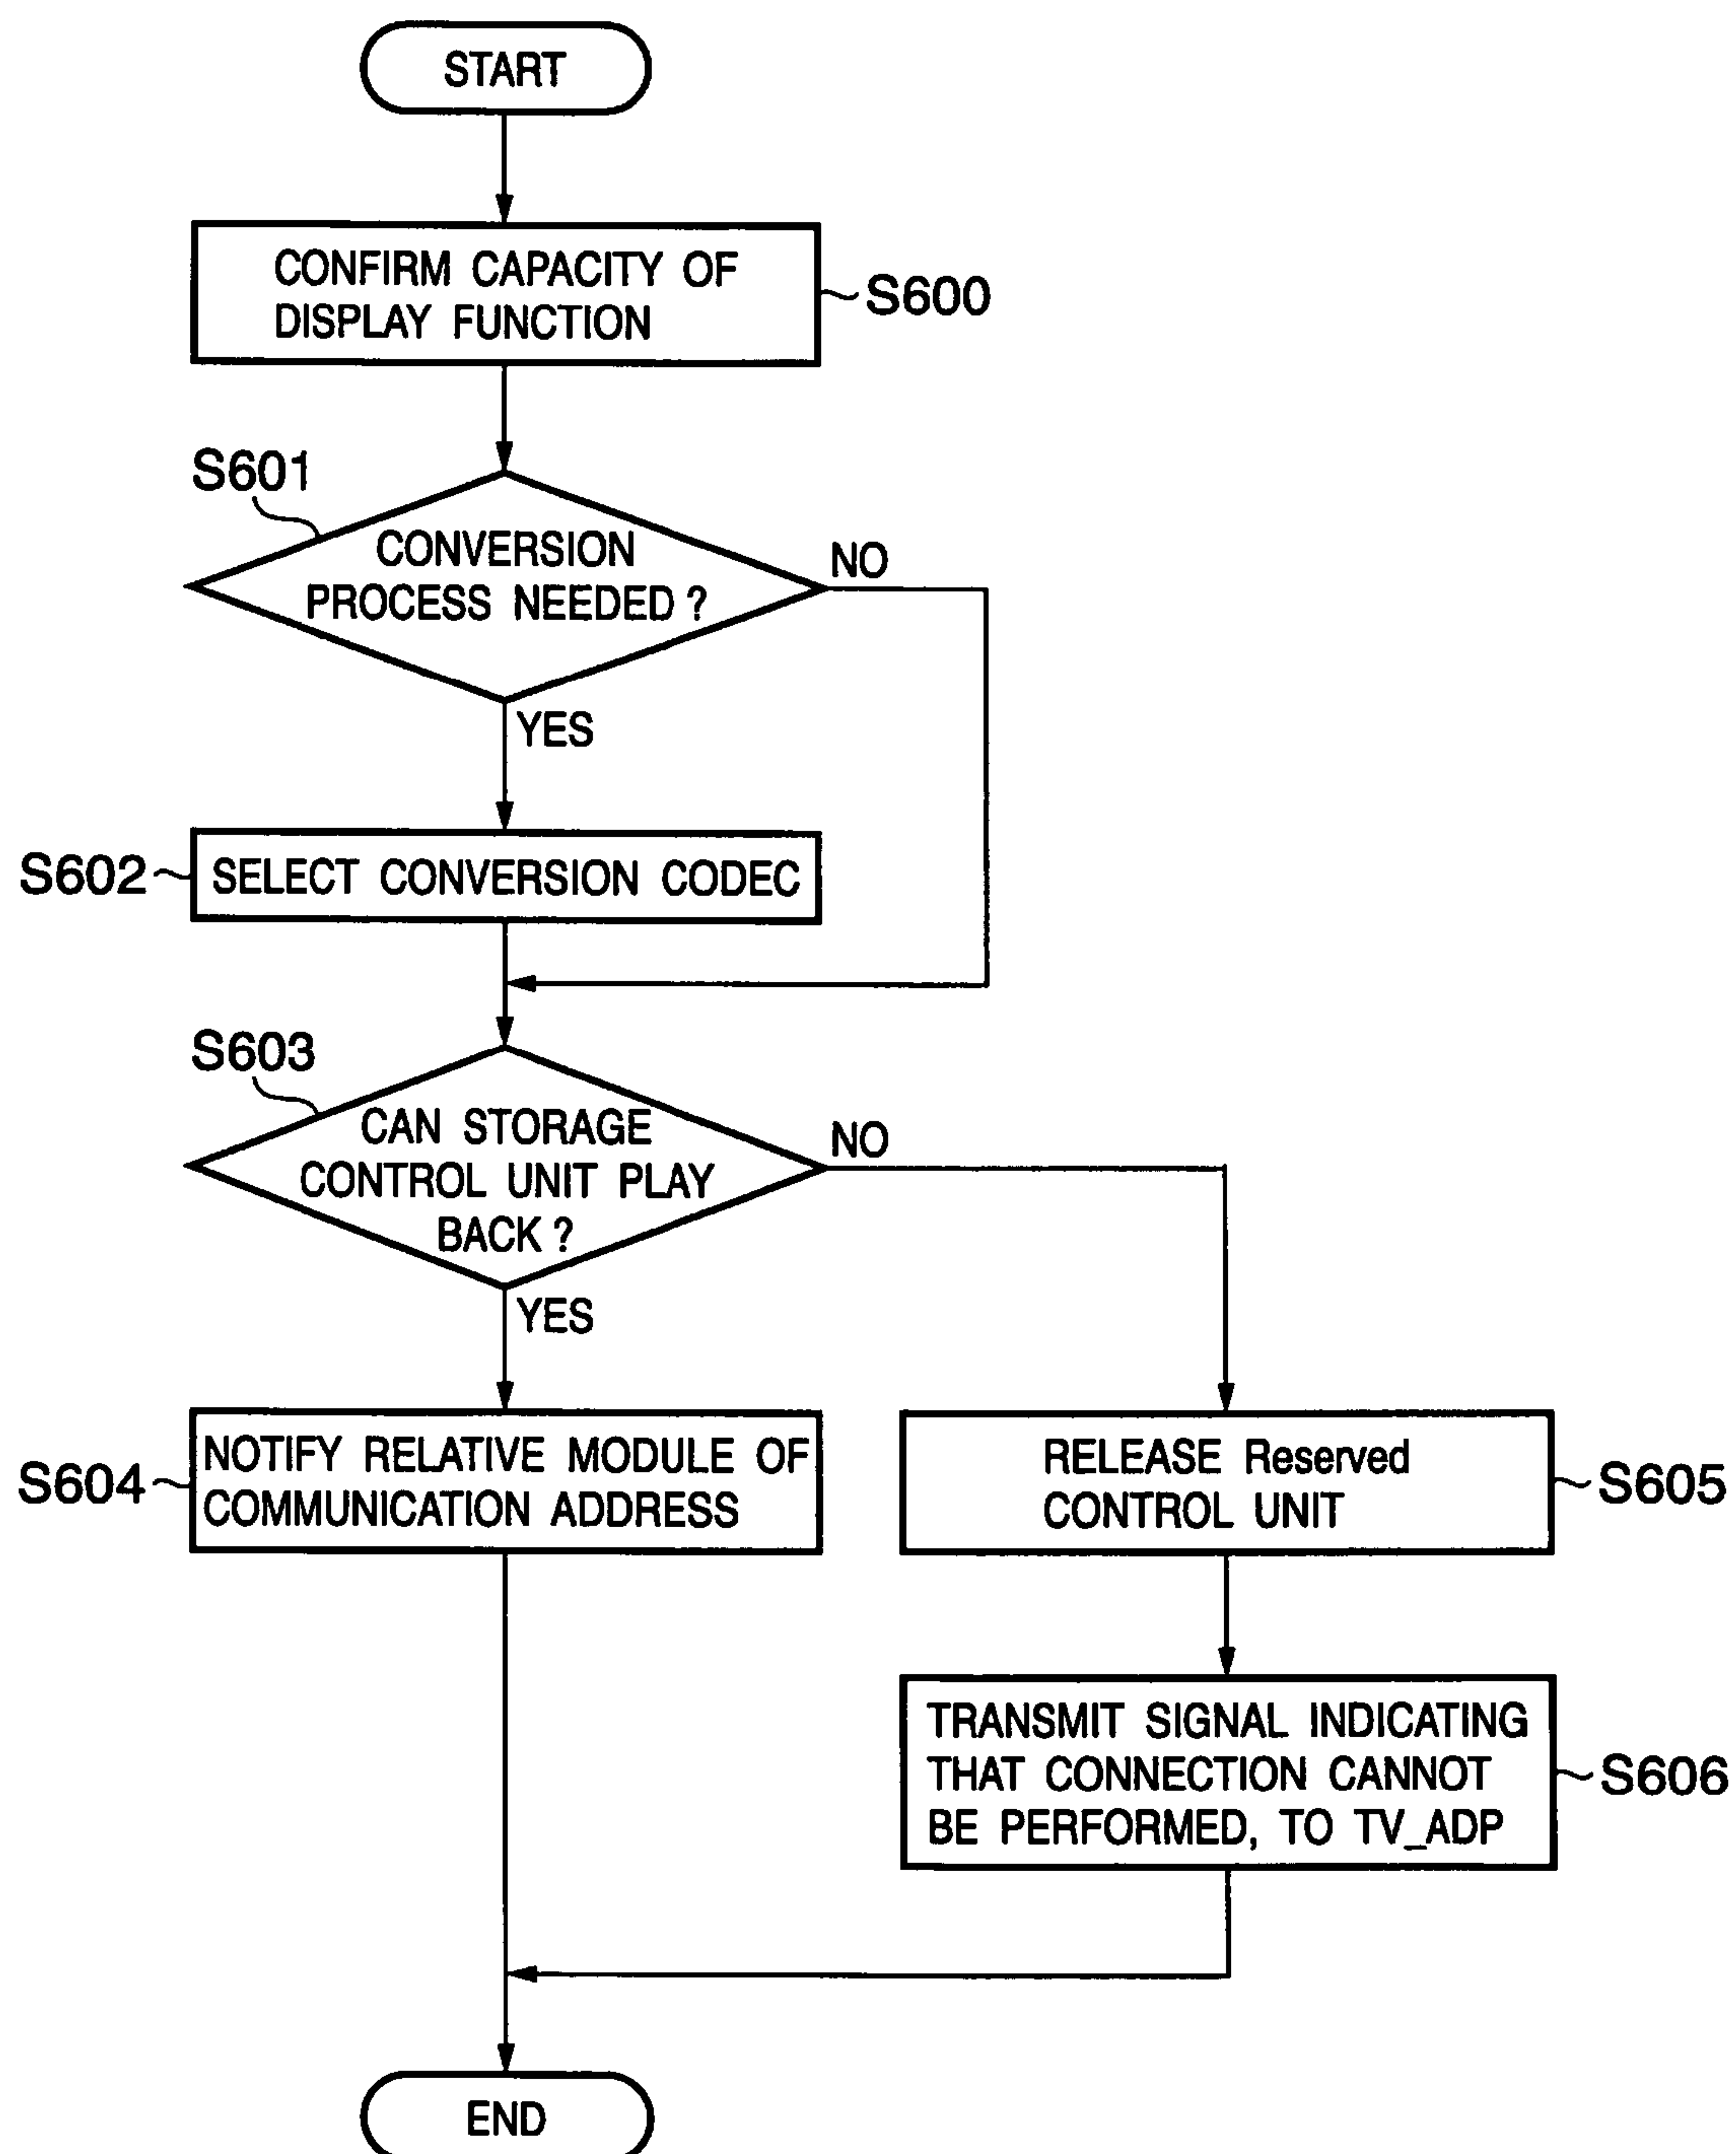 START
CONFIRM CAPACITY OF
DISPLAY FUNCTION
S600
S601
CONVERSION
PROCESS NEEDED ?
NO
YES
S602
SELECT CONVERSION CODEC
S603
CAN STORAGE
CONTROL UNIT PLAY
BACK ?
NO
YES
S604
NOTIFY RELATIVE MODULE OF
COMMUNICATION ADDRESS
RELEASE Reserved
CONTROL UNIT
S605
TRANSMIT SIGNAL INDICATING
THAT CONNECTION CANNOT
BE PERFORMED, TO TV_ADP
S606
END